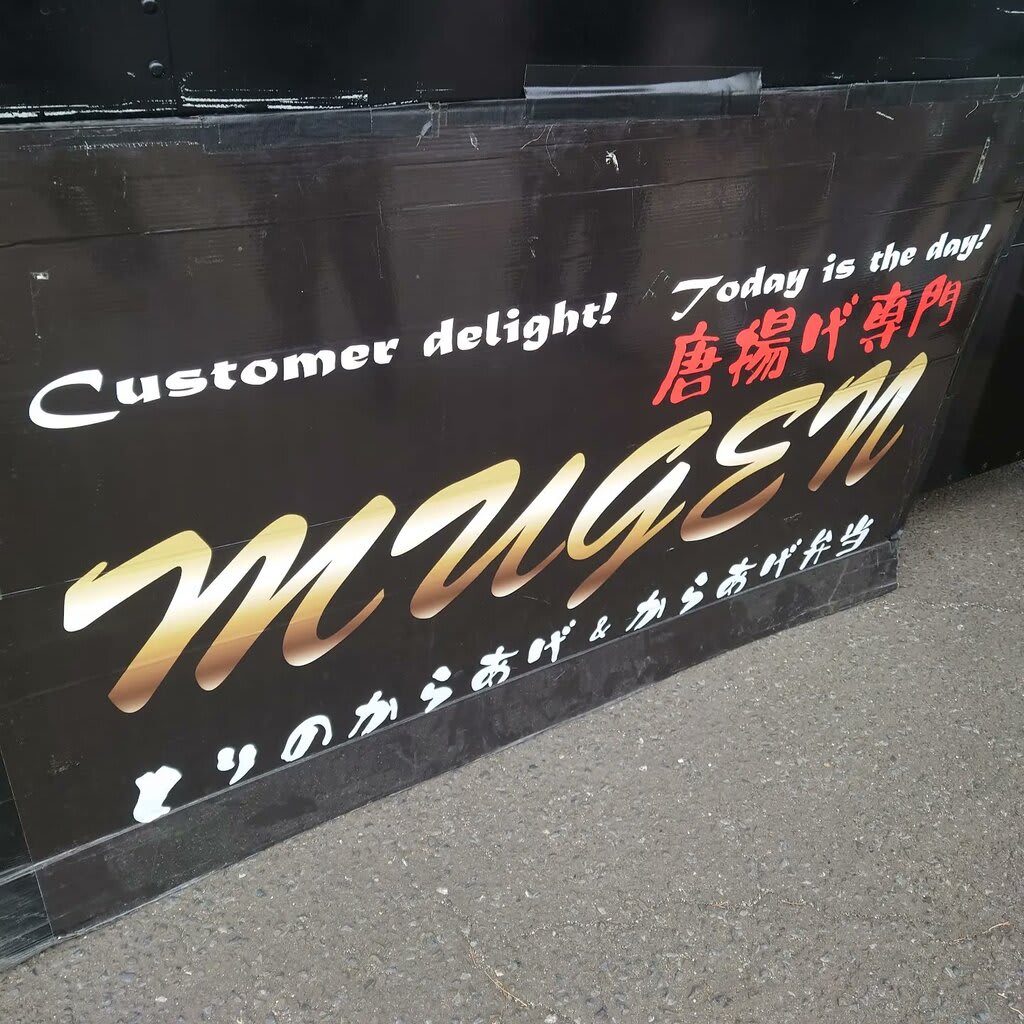 Customer delight! Today is the day!
唐揚げ専門
MUGEN
とりのからあげ & からあげ弁当